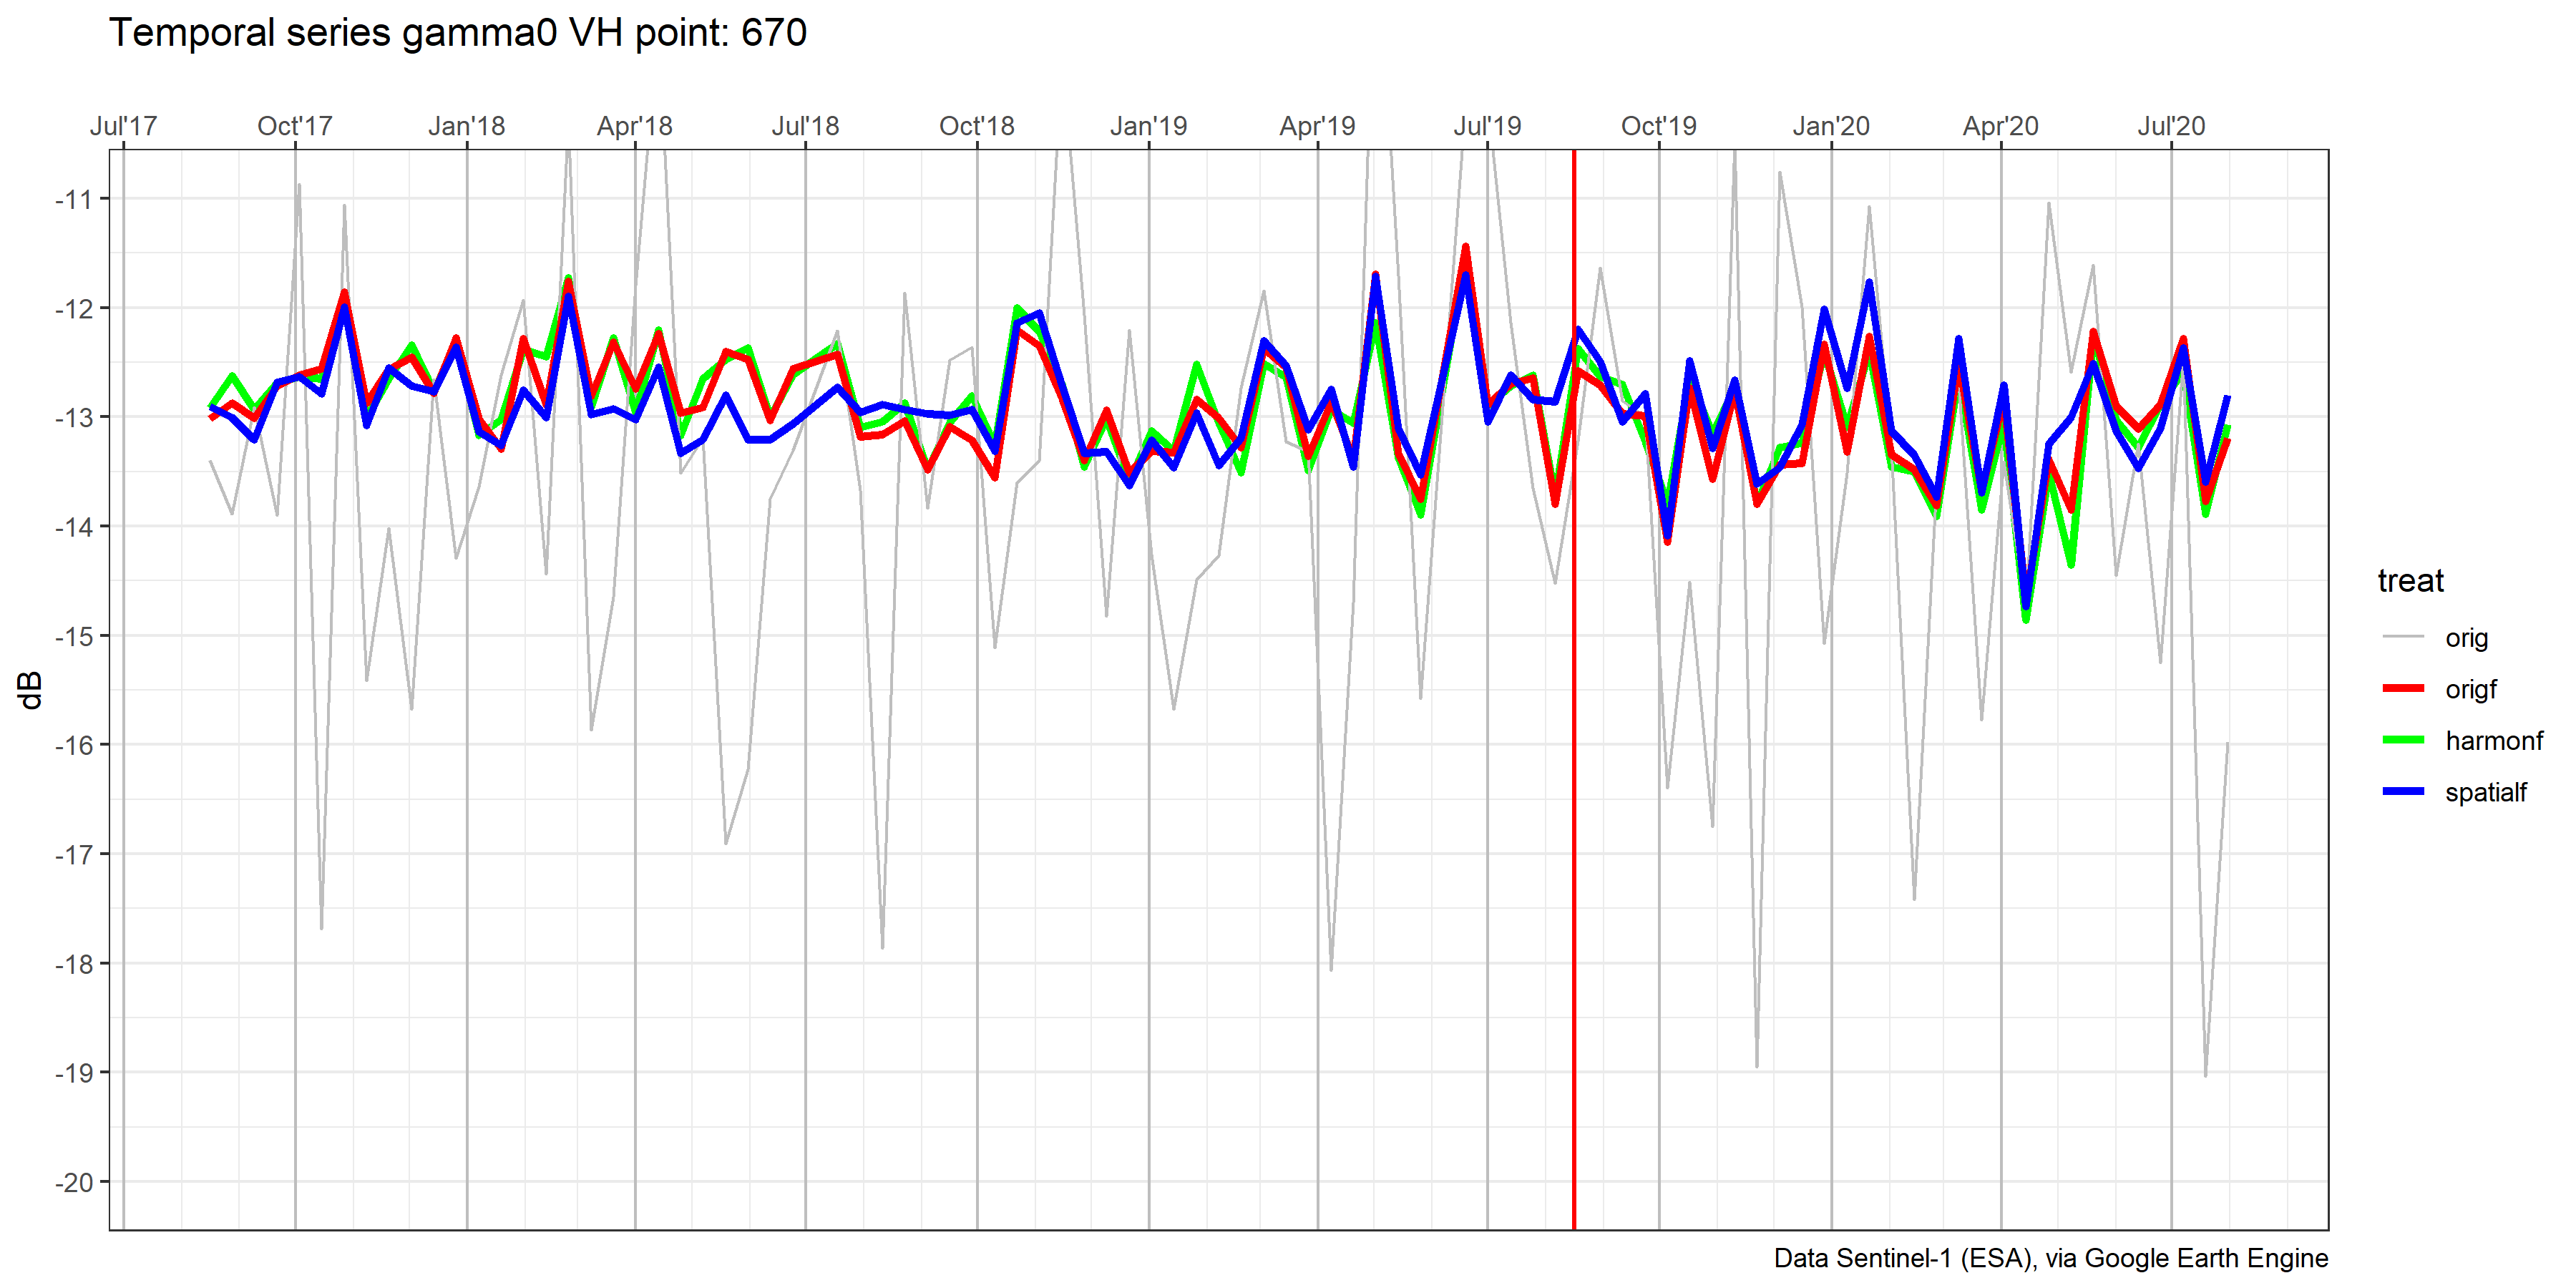 Temporal series gamma0 VH point: 670
Jul'17 Oct'17 Jan'18 Apr'18 Jul'18 Oct'18 Jan'19 Apr'19 Jul'19 Oct'19 Jan'20 Apr'20 Jul'20
-11
-12
-13
-14
-15
-16
-17
-18
-19
-20
dB
treat
orig
origf
harmonf
spatialf
Data Sentinel-1 (ESA), via Google Earth Engine